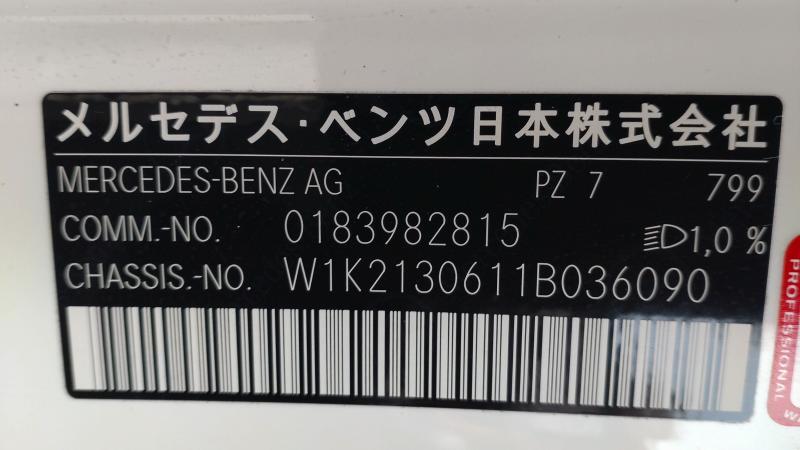 メルセデス・ベンツ日本株式会社
MERCEDES-BENZ AG PZ 7 799
COMM.-NO. 0183982815 1,0 %
CHASSIS.-NO. W1K2130611B036090
PROFESSIONAL